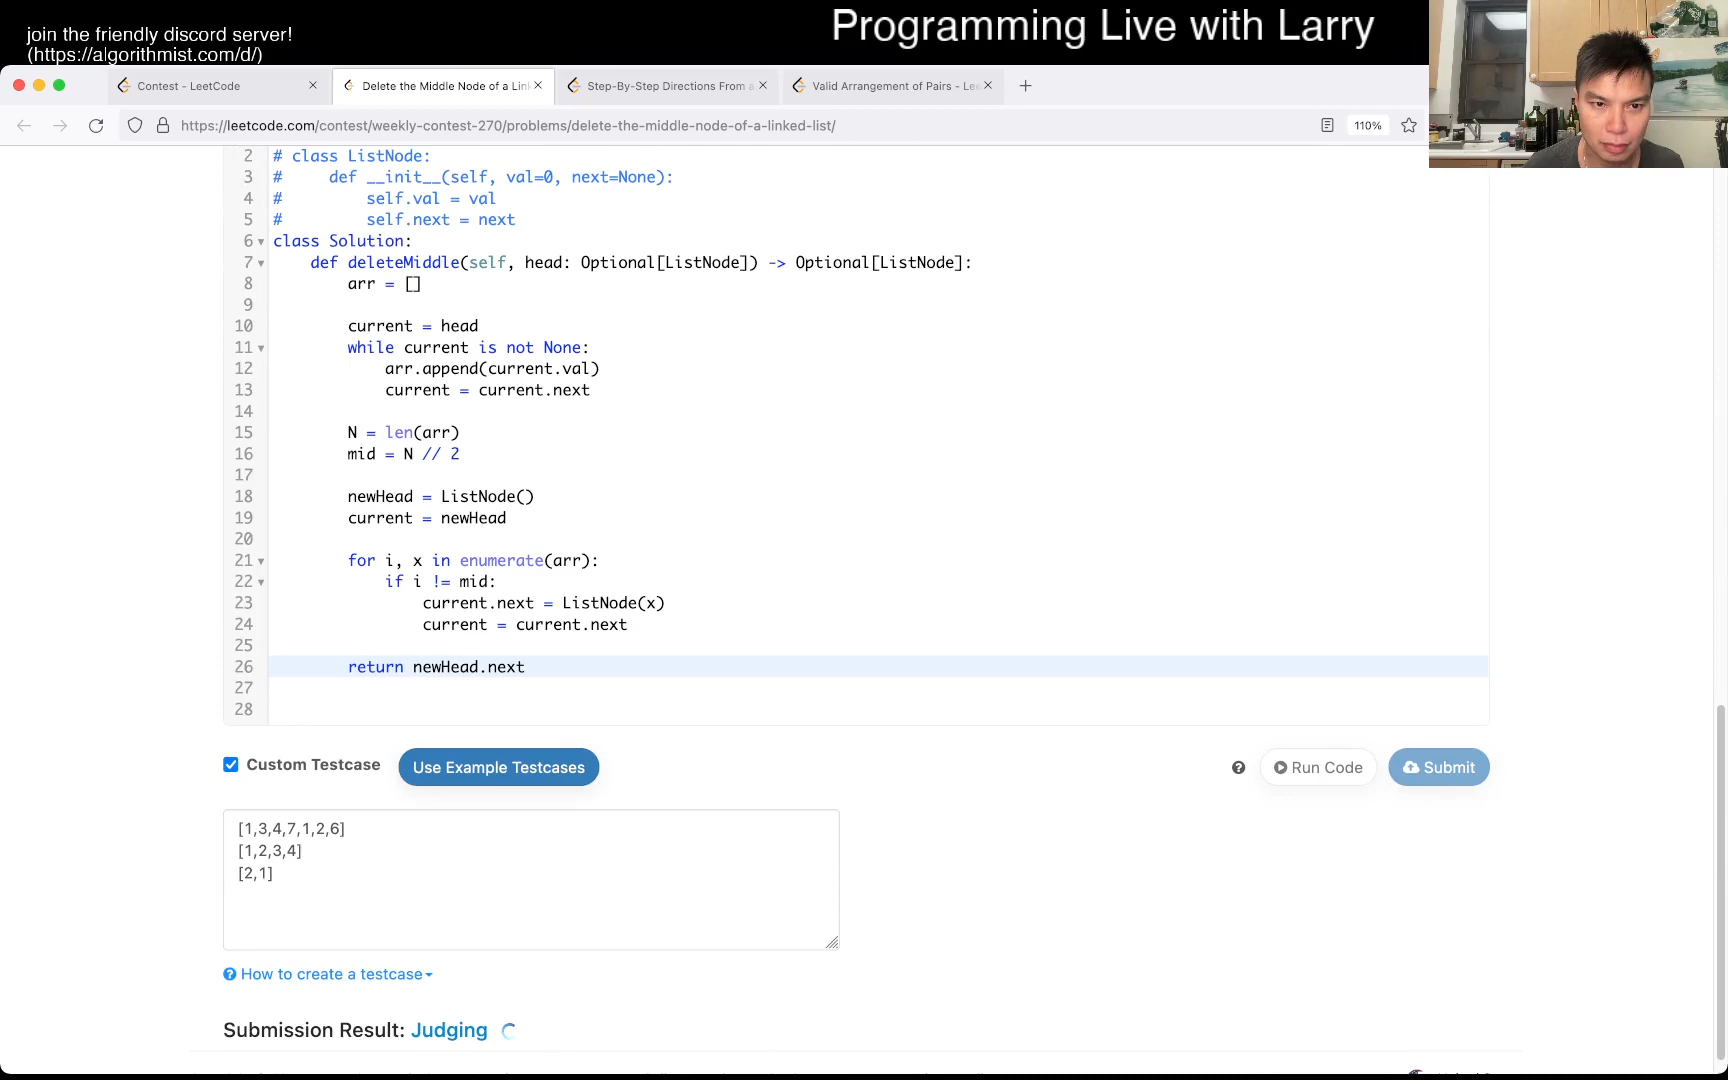 join the friendly discord server!
(https://algorithmist.com/d/)
Programming Live with Larry
Contest - LeetCode
Delete the Middle Node of a Lin
Step-By-Step Directions From a
Valid Arrangement of Pairs - Lee
https://leetcode.com/contest/weekly-contest-270/problems/delete-the-middle-node-of-a-linked-list/
110%
2 # class ListNode:
3 #     def __init__(self, val=0, next=None):
4 #         self.val = val
5 #         self.next = next
6 class Solution:
7     def deleteMiddle(self, head: Optional[ListNode]) -> Optional[ListNode]:
8         arr = []
9
10         current = head
11         while current is not None:
12             arr.append(current.val)
13             current = current.next
14
15         N = len(arr)
16         mid = N // 2
17
18         newHead = ListNode()
19         current = newHead
20
21         for i, x in enumerate(arr):
22             if i != mid:
23                 current.next = ListNode(x)
24                 current = current.next
25
26         return newHead.next
27
28
Custom Testcase
Use Example Testcases
Run Code
Submit
[1,3,4,7,1,2,6]
[1,2,3,4]
[2,1]
How to create a testcase
Submission Result: Judging